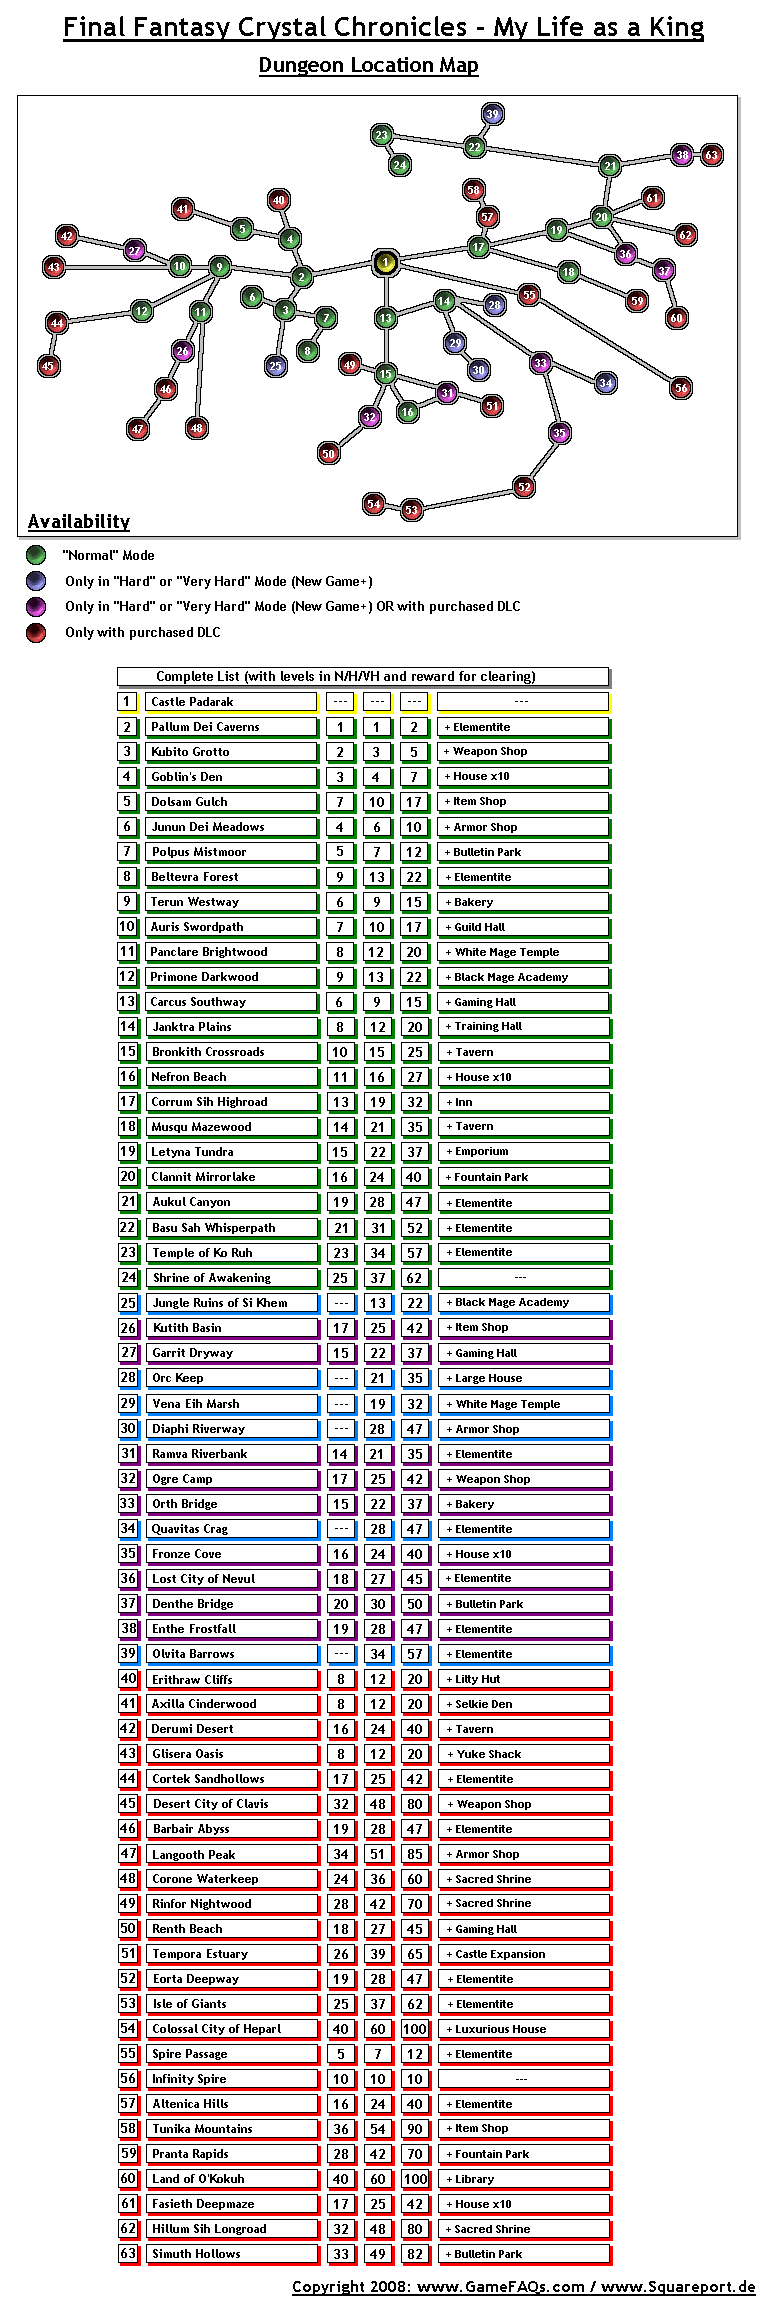 Final Fantasy Crystal Chronicles - My Life as a King
Dungeon Location Map
39
23
22
24
38 63
21
58
61
41
40
57
20
5
19
62
42
4
17
27
36
43
10
9
1
37
2
18
6
55
28
59
12
3
14
11
7
13
60
44
29
26
8
33
45
25
49
30
15
34
46
31
56
32
16
51
47
48
35
50
52
54
53
Availability
"Normal" Mode
Only in "Hard" or "Very Hard" Mode (New Game+)
Only in "Hard" or "Very Hard" Mode (New Game+) OR with purchased DLC
Only with purchased DLC
Complete List (with levels in N/H/VH and reward for clearing)
1 Castle Padarak --- --- --- ---
2 Pallum Dei Caverns 1 1 2 + Elementite
3 Kubito Grotto 2 3 5 + Weapon Shop
4 Goblin's Den 3 4 7 + House x10
5 Dolsam Gulch 7 10 17 + Item Shop
6 Junun Dei Meadows 4 6 10 + Armor Shop
7 Polpus Mistmoor 5 7 12 + Bulletin Park
8 Beltevra Forest 9 13 22 + Elementite
9 Terun Westway 6 9 15 + Bakery
10 Auris Swordpath 7 10 17 + Guild Hall
11 Panclare Brightwood 8 12 20 + White Mage Temple
12 Primone Darkwood 9 13 22 + Black Mage Academy
13 Carcus Southway 6 9 15 + Gaming Hall
14 Janktra Plains 8 12 20 + Training Hall
15 Bronkith Crossroads 10 15 25 + Tavern
16 Nefron Beach 11 16 27 + House x10
17 Corrum Sih Highroad 13 19 32 + Inn
18 Musqu Mazewood 14 21 35 + Tavern
19 Letyna Tundra 15 22 37 + Emporium
20 Clannit Mirrorlake 16 24 40 + Fountain Park
21 Aukul Canyon 19 28 47 + Elementite
22 Basu Sah Whisperpath 21 31 52 + Elementite
23 Temple of Ko Ruh 23 34 57 + Elementite
24 Shrine of Awakening 25 37 62 ---
25 Jungle Ruins of Si Khem --- 13 22 + Black Mage Academy
26 Kutith Basin 17 25 42 + Item Shop
27 Garrit Dryway 15 22 37 + Gaming Hall
28 Orc Keep --- 21 35 + Large House
29 Vena Eih Marsh --- 19 32 + White Mage Temple
30 Diaphi Riverway --- 28 47 + Armor Shop
31 Ramva Riverbank 14 21 35 + Elementite
32 Ogre Camp 17 25 42 + Weapon Shop
33 Orth Bridge 15 22 37 + Bakery
34 Quavitas Crag --- 28 47 + Elementite
35 Fronze Cove 16 24 40 + House x10
36 Lost City of Nevul 18 27 45 + Elementite
37 Denthe Bridge 20 30 50 + Bulletin Park
38 Enthe Frostfall 19 28 47 + Elementite
39 Olvita Barrows --- 34 57 + Elementite
40 Erithraw Cliffs 8 12 20 + Lilty Hut
41 Axilla Cinderwood 8 12 20 + Selkie Den
42 Derumi Desert 16 24 40 + Tavern
43 Glisera Oasis 8 12 20 + Yuke Shack
44 Cortek Sandhollows 17 25 42 + Elementite
45 Desert City of Clavis 32 48 80 + Weapon Shop
46 Barbair Abyss 19 28 47 + Elementite
47 Langooth Peak 34 51 85 + Armor Shop
48 Corone Waterkeep 24 36 60 + Sacred Shrine
49 Rinfor Nightwood 28 42 70 + Sacred Shrine
50 Renth Beach 18 27 45 + Gaming Hall
51 Tempora Estuary 26 39 65 + Castle Expansion
52 Eorta Deepway 19 28 47 + Elementite
53 Isle of Giants 25 37 62 + Elementite
54 Colossal City of Heparl 40 60 100 + Luxurious House
55 Spire Passage 5 7 12 + Elementite
56 Infinity Spire 10 10 10 ---
57 Altenica Hills 16 24 40 + Elementite
58 Tunika Mountains 36 54 90 + Item Shop
59 Pranta Rapids 28 42 70 + Fountain Park
60 Land of O'Kokuh 40 60 100 + Library
61 Fasieth Deepmaze 17 25 42 + House x10
62 Hillum Sih Longroad 32 48 80 + Sacred Shrine
63 Simuth Hollows 33 49 82 + Bulletin Park
Copyright 2008: www.GameFAQs.com / www.Squareport.de